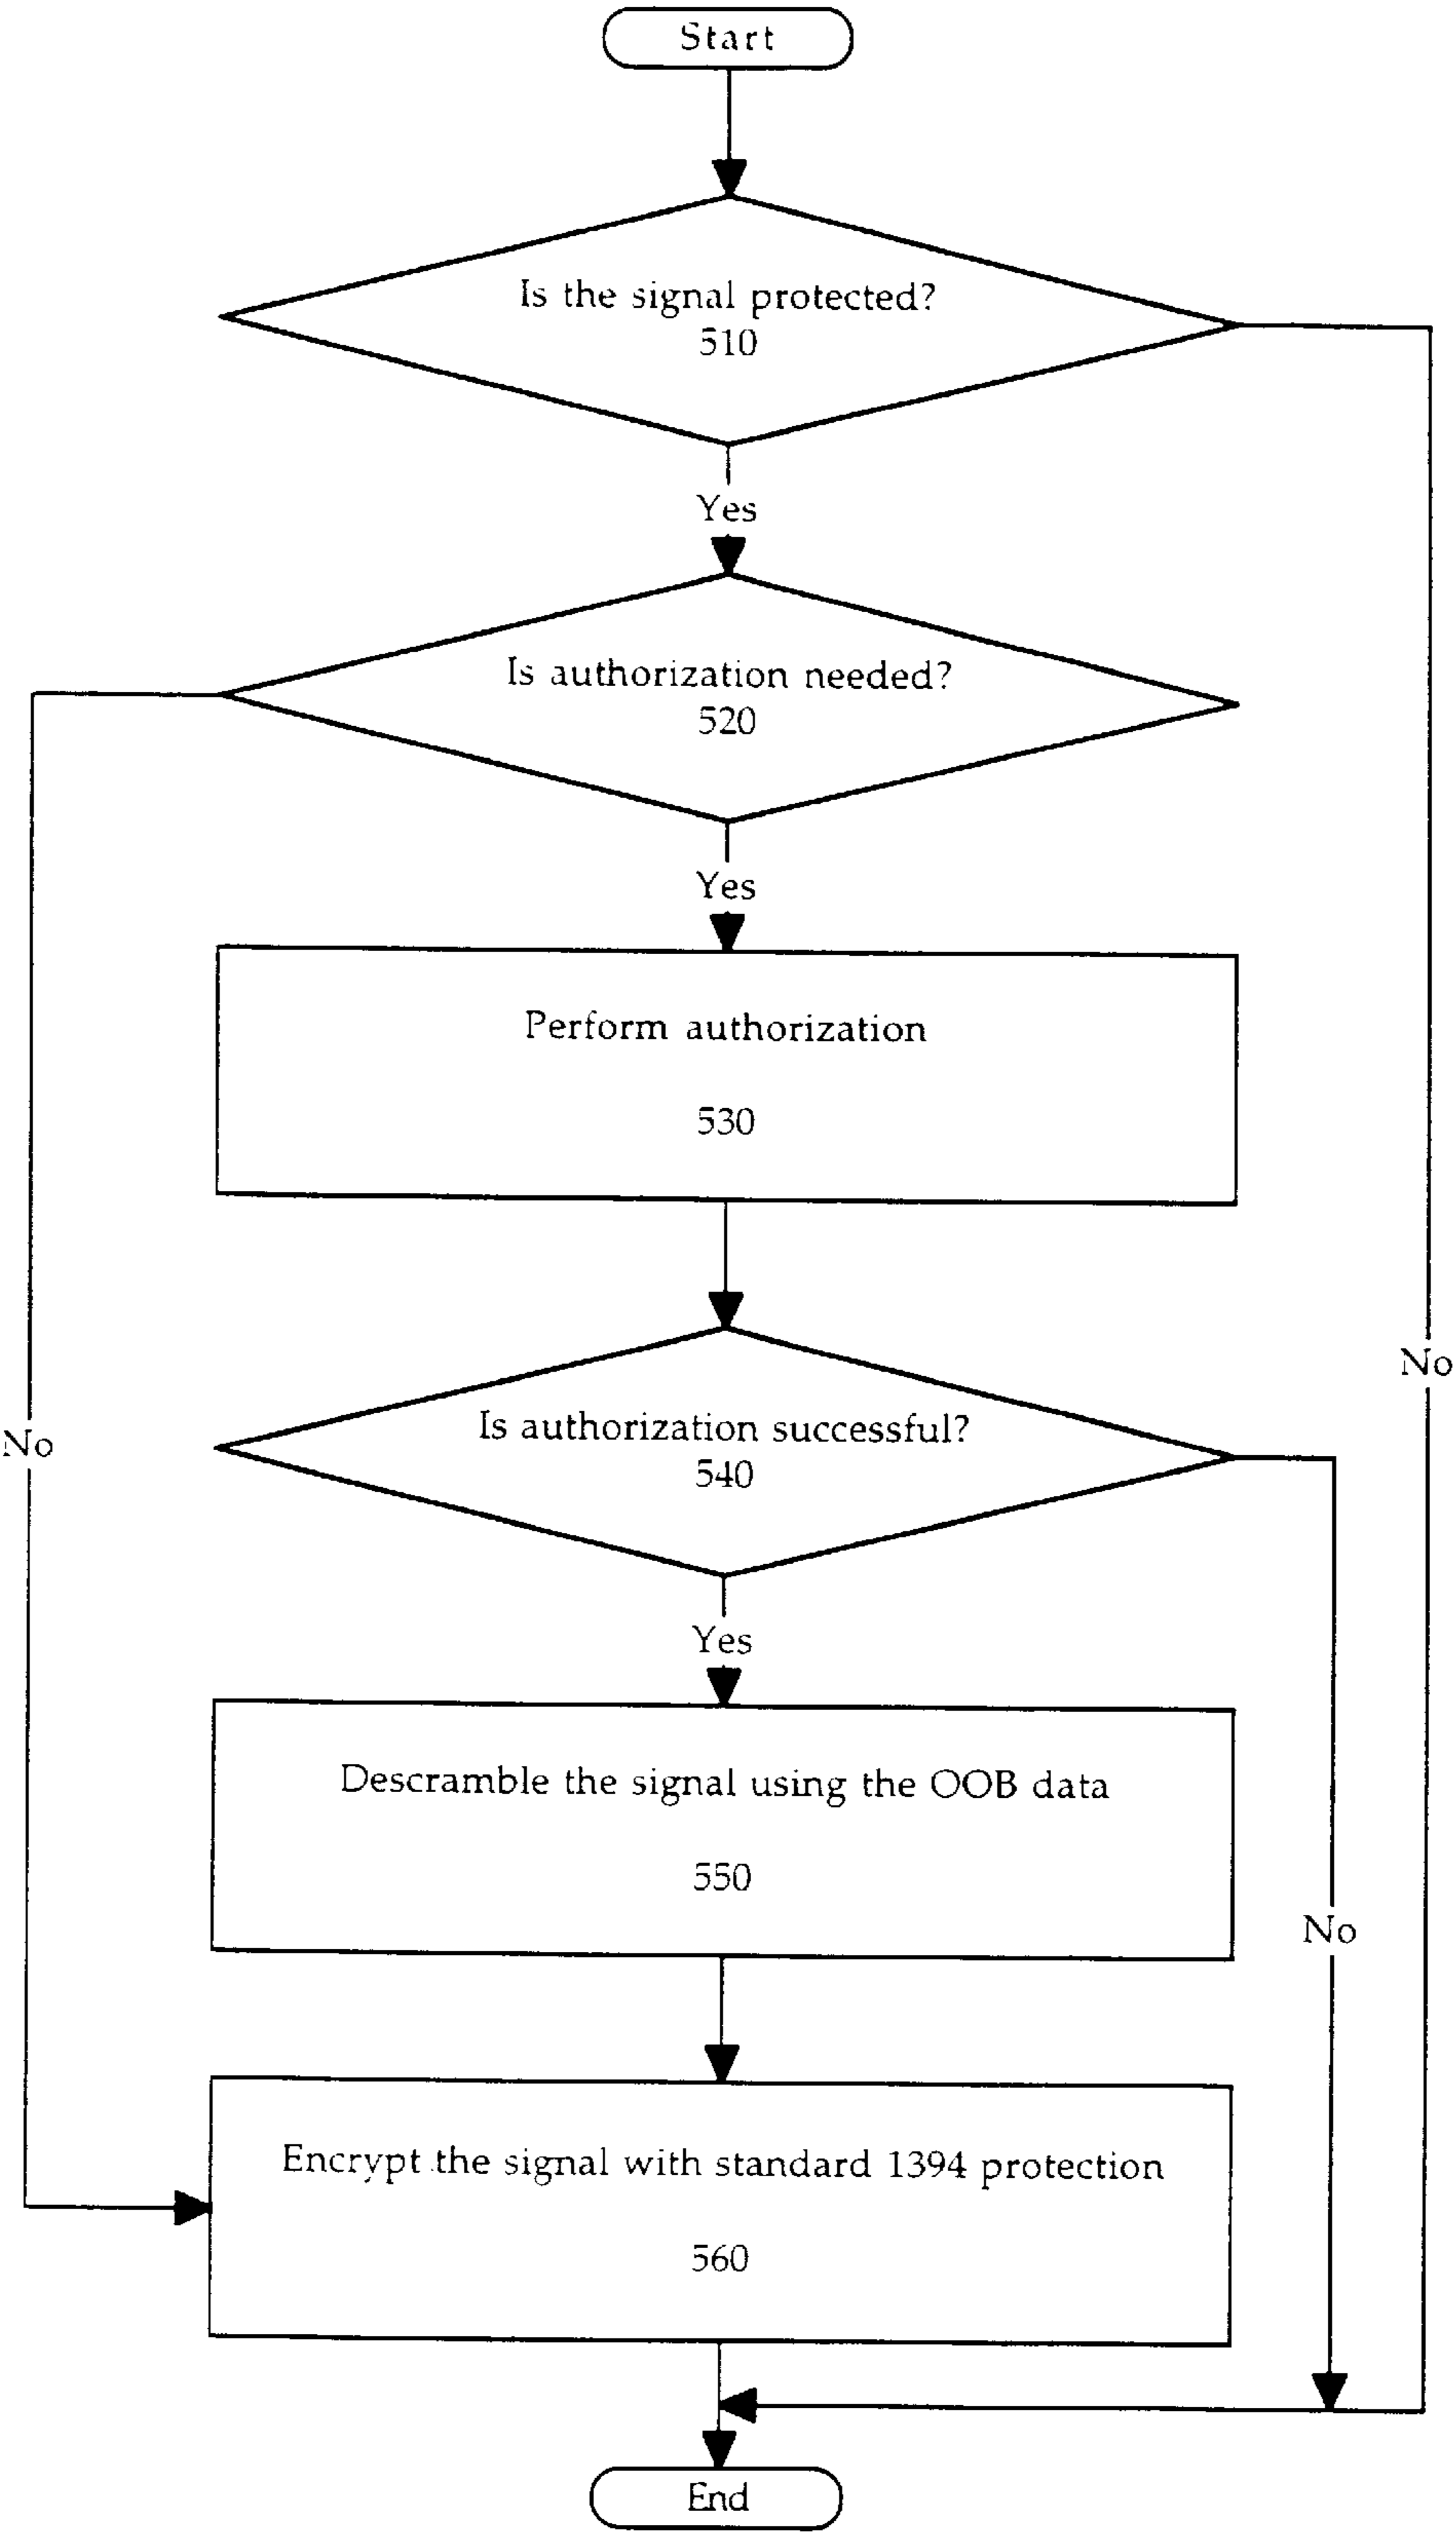 Start
Is the signal protected?
510
Yes
Is authorization needed?
520
Yes
Perform authorization
530
No
Is authorization successful?
540
No
Yes
Descramble the signal using the OOB data
550
No
Encrypt the signal with standard 1394 protection
560
End